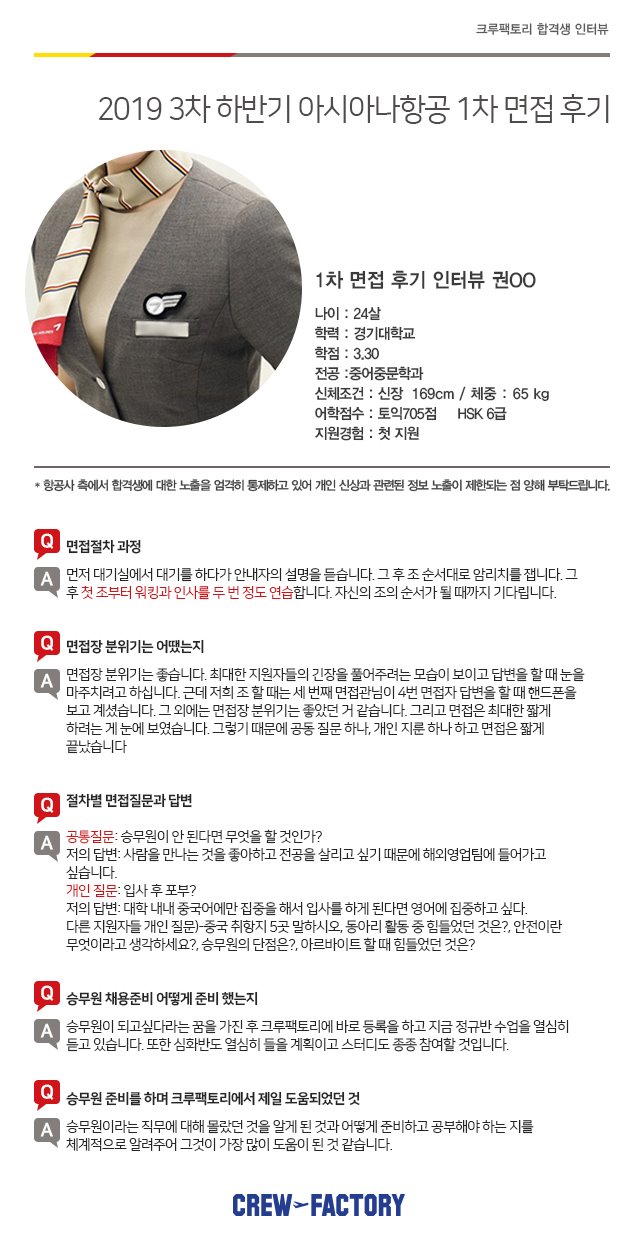 크루팩토리 합격생 인터뷰
2019 3차 하반기 아시아나항공 1차 면접 후기
1차 면접 후기 인터뷰 권OO
나이 : 24살
학력 : 경기대학교
학점 : 3.30
전공 :중어중문학과
신체조건 : 신장 169cm / 체중 : 65 kg
어학점수 : 토익705점 HSK 6급
지원경험 : 첫 지원
* 항공사 측에서 합격생에 대한 노출을 엄격히 통제하고 있어 개인 신상과 관련된 정보 노출이 제한되는 점 양해 부탁드립니다.
Q 면접절차 과정
A 먼저 대기실에서 대기를 하다가 안내자의 설명을 듣습니다. 그 후 조 순서대로 암리치를 잽니다. 그
후 첫 조부터 워킹과 인사를 두 번 정도 연습합니다. 자신의 조의 순서가 될 때까지 기다립니다.
Q 면접장 분위기는 어땠는지
A 면접장 분위기는 좋습니다. 최대한 지원자들의 긴장을 풀어주려는 모습이 보이고 답변을 할 때 눈을
마주치려고 하십니다. 근데 저희 조 할 때는 세 번째 면접관님이 4번 면접자 답변을 할 때 핸드폰을
보고 계셨습니다. 그 외에는 면접장 분위기는 좋았던 거 같습니다. 그리고 면접은 최대한 짧게
하려는 게 눈에 보였습니다. 그렇기 때문에 공동 질문 하나, 개인 지룬 하나 하고 면접은 짧게
끝났습니다
Q 절차별 면접질문과 답변
A 공통질문: 승무원이 안 된다면 무엇을 할 것인가?
저의 답변: 사람을 만나는 것을 좋아하고 전공을 살리고 싶기 때문에 해외영업팀에 들어가고
싶습니다.
개인 질문: 입사 후 포부?
저의 답변: 대학 내내 중국어에만 집중을 해서 입사를 하게 된다면 영어에 집중하고 싶다.
다른 지원자들 개인 질문)-중국 취항지 5곳 말하시오, 동아리 활동 중 힘들었던 것은?, 안전이란
무엇이라고 생각하세요?, 승무원의 단점은?, 아르바이트 할 때 힘들었던 것은?
Q 승무원 채용준비 어떻게 준비 했는지
A 승무원이 되고싶다라는 꿈을 가진 후 크루팩토리에 바로 등록을 하고 지금 정규반 수업을 열심히
듣고 있습니다. 또한 심화반도 열심히 들을 계획이고 스터디도 종종 참여할 것입니다.
Q 승무원 준비를 하며 크루팩토리에서 제일 도움되었던 것
A 승무원이라는 직무에 대해 몰랐던 것을 알게 된 것과 어떻게 준비하고 공부해야 하는 지를
체계적으로 알려주어 그것이 가장 많이 도움이 된 것 같습니다.
CREW FACTORY